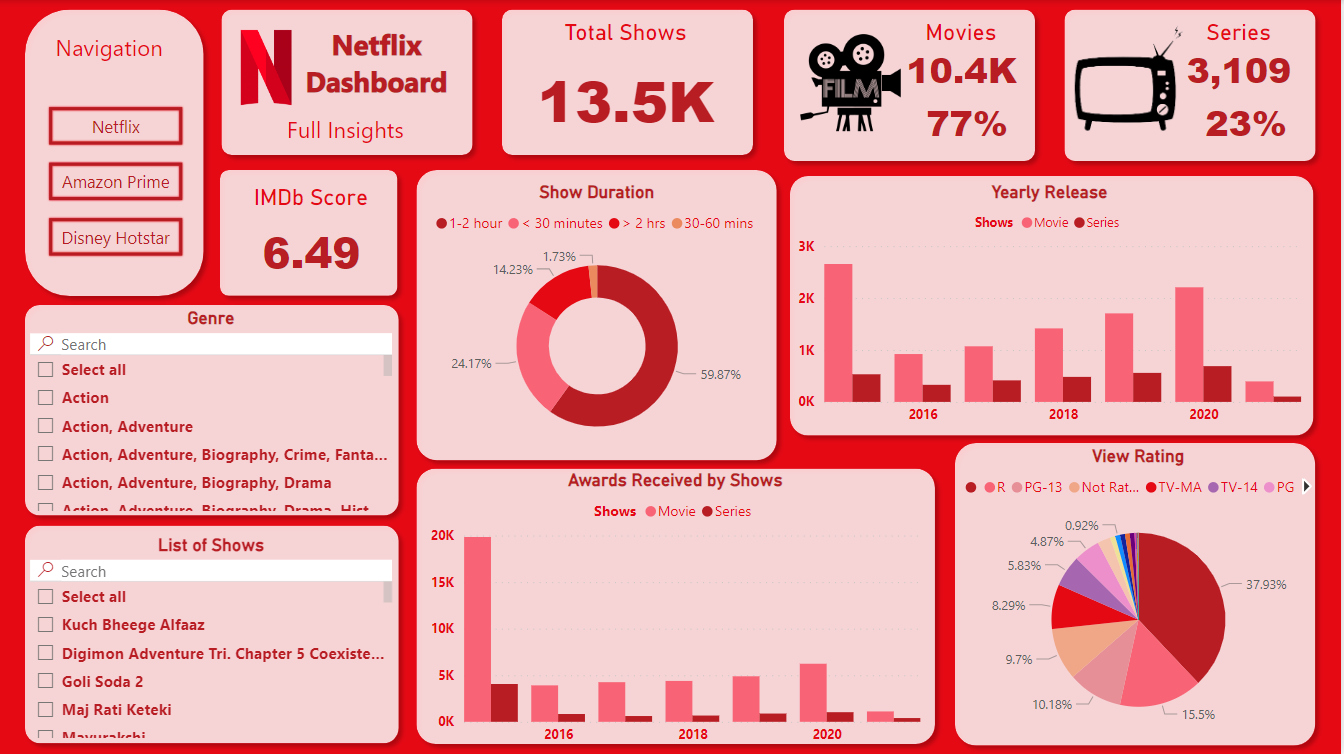 Navigation
Netflix
Amazon Prime
Disney Hotstar
N
Netflix
Dashboard
Full Insights
Total Shows
13.5K
FILM
Movies
10.4K
77%
Series
3,109
23%
IMDb Score
6.49
Show Duration
1-2 hour < 30 minutes > 2 hrs 30-60 mins
1.73%
14.23%
24.17%
59.87%
Yearly Release
Shows Movie Series
3K
2K
1K
0K
2016 2018 2020
Genre
Search
Select all
Action
Action, Adventure
Action, Adventure, Biography, Crime, Fanta...
Action, Adventure, Biography, Drama
Action, Adventure, Biography, Drama, Hist...
List of Shows
Search
Select all
Kuch Bheege Alfaaz
Digimon Adventure Tri. Chapter 5 Coexiste...
Goli Soda 2
Maj Rati Keteki
Mayurakshi
Awards Received by Shows
Shows Movie Series
20K
15K
10K
5K
0K
2016 2018 2020
View Rating
R PG-13 Not Rat... TV-MA TV-14 PG
0.92%
4.87%
5.83%
8.29%
9.7%
10.18%
15.5%
37.93%